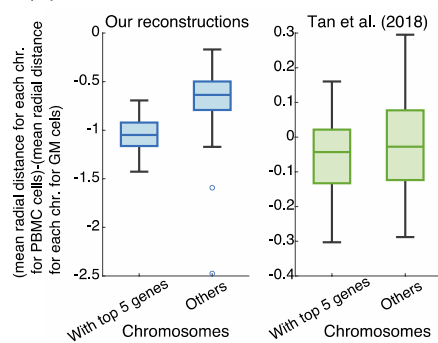 Our reconstructions
Tan et al. (2018)
(mean radial distance for each chr.
for PBMC cells)-(mean radial distance
for each chr. for GM cells)
0
-0.5
-1
-1.5
-2
-2.5
0.3
0.2
0.1
0
-0.1
-0.2
-0.3
-0.4
With top 5 genes
Others
With top 5 genes
Others
Chromosomes
Chromosomes